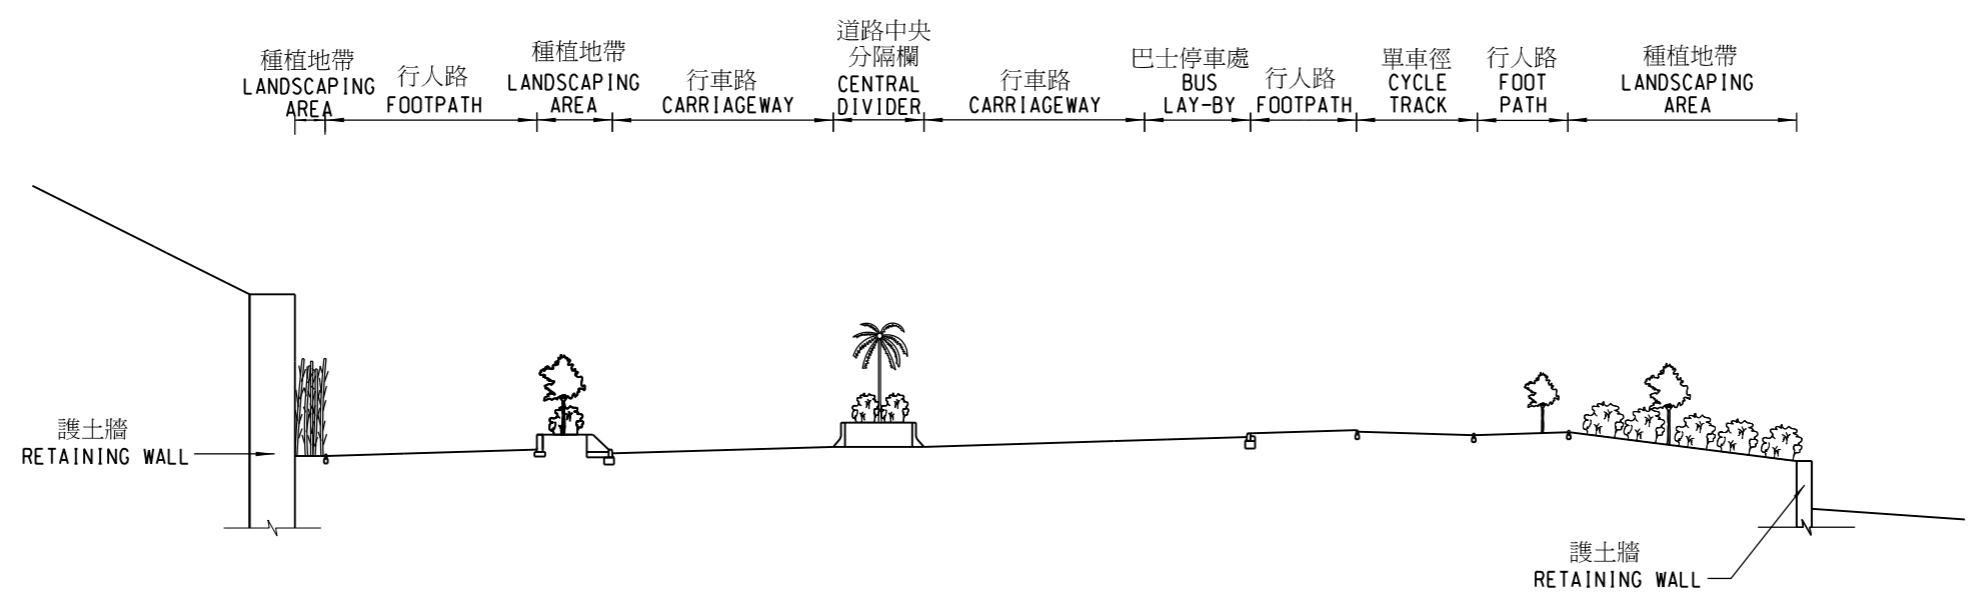 種植地帶
LANDSCAPING
AREA
行人路
FOOTPATH
種植地帶
LANDSCAPING
AREA
行車路
CARRIAGEWAY
道路中央
分隔欄
CENTRAL
DIVIDER
行車路
CARRIAGEWAY
巴士停車處
BUS
LAY-BY
行人路
FOOTPATH
單車徑
CYCLE
TRACK
行人路
FOOT
PATH
種植地帶
LANDSCAPING
AREA
護土牆
RETAINING WALL
護土牆
RETAINING WALL